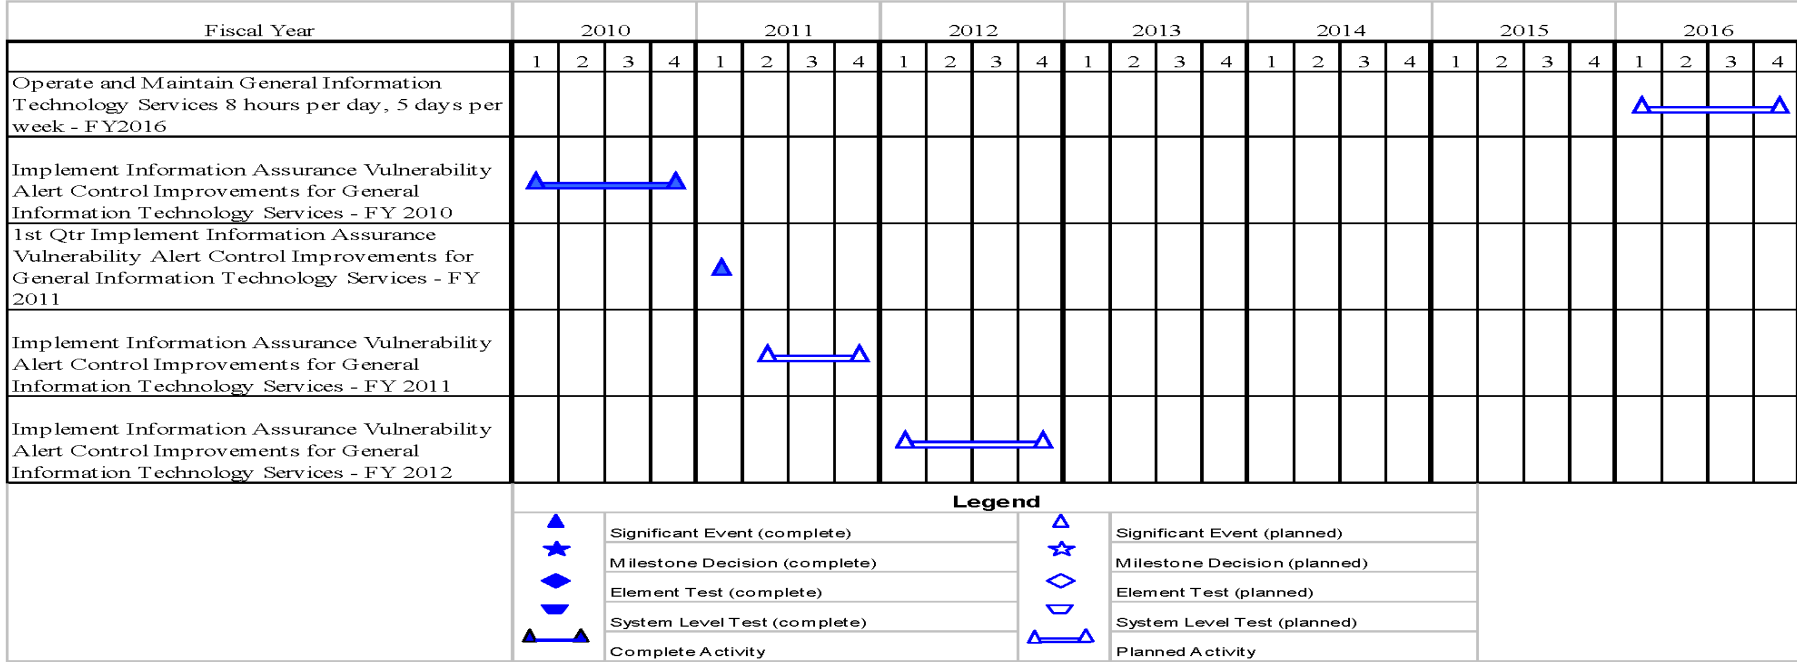 Fiscal Year 2010 2011 2012 2013 2014 2015 2016
1 2 3 4 1 2 3 4 1 2 3 4 1 2 3 4 1 2 3 4 1 2 3 4 1 2 3 4
Operate and Maintain General Information
Technology Services 8 hours per day, 5 days per
week - FY2016
Implement Information Assurance Vulnerability
Alert Control Improvements for General
Information Technology Services - FY 2010
1st Qtr Implement Information Assurance
Vulnerability Alert Control Improvements for
General Information Technology Services - FY
2011
Implement Information Assurance Vulnerability
Alert Control Improvements for General
Information Technology Services - FY 2011
Implement Information Assurance Vulnerability
Alert Control Improvements for General
Information Technology Services - FY 2012
Legend
Significant Event (complete) Significant Event (planned)
Milestone Decision (complete) Milestone Decision (planned)
Element Test (complete) Element Test (planned)
System Level Test (complete) System Level Test (planned)
Complete Activity Planned Activity